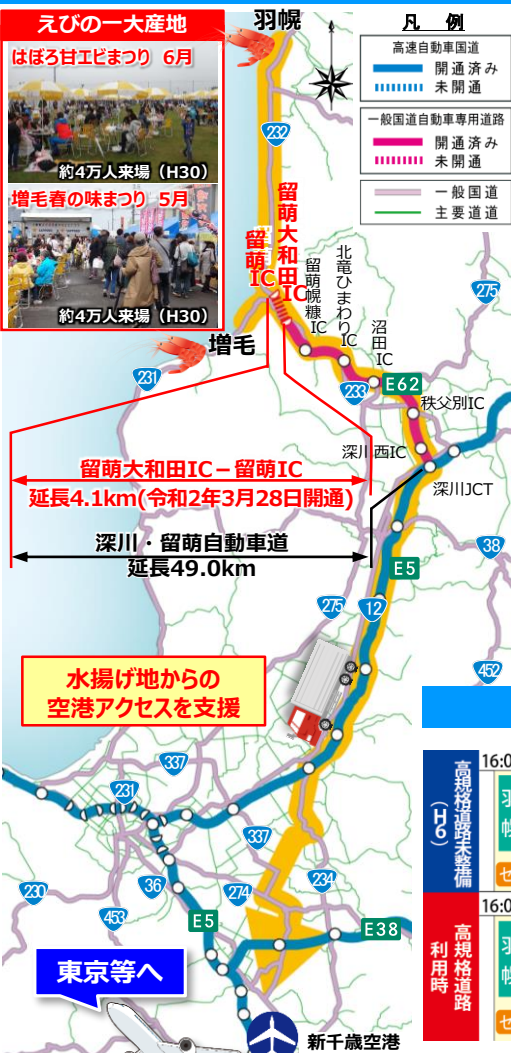 えびの一大産地
はぼろ甘エビまつり 6月
約4万人来場（H30）
増毛春の味まつり 5月
約4万人来場（H30）
羽幌
凡 例
高速自動車国道
開通済み
未開通
一般国道自動車専用道路
開通済み
未開通
一般国道
主要道道
232
留萌IC
留萌大和田IC
留萌幌糠IC
北竜ひまわりIC
沼田IC
275
増毛
231
233
E62
秩父別IC
深川西IC
深川JCT
留萌大和田IC－留萌IC
延長4.1km(令和2年3月28日開通)
深川・留萌自動車道
延長49.0km
38
E5
275
12
452
水揚げ地からの
空港アクセスを支援
337
231
337
230
36
274
234
453
E5
E38
東京等へ
新千歳空港
高規格道路未整備
（H6）
16:0
羽幌
セ
高規格道路
利用時
16:0
羽幌
セ